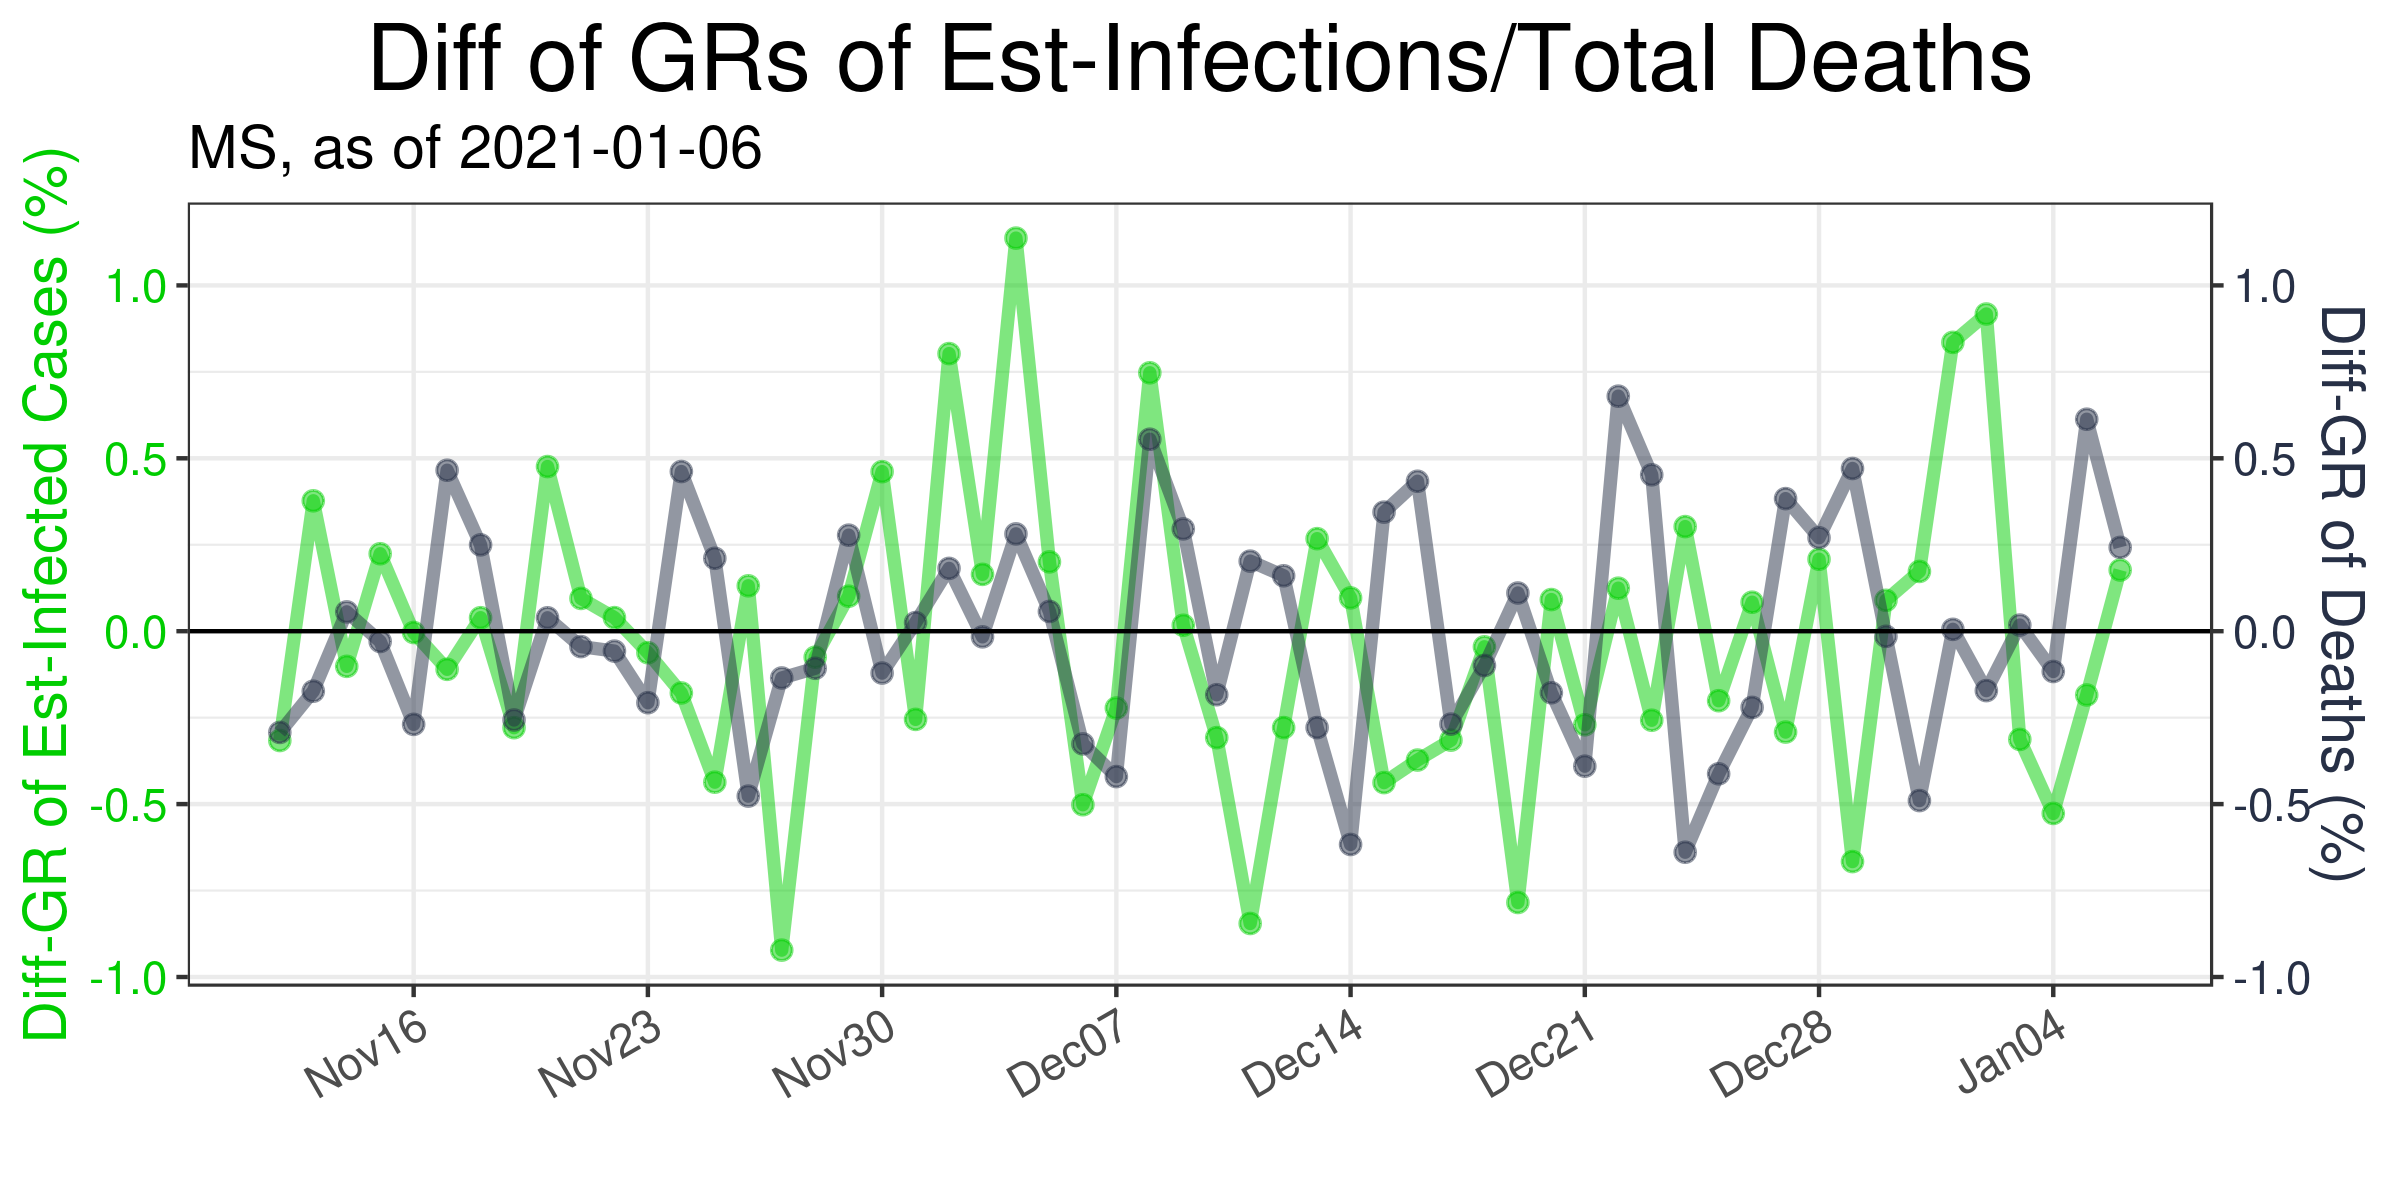 Diff of GRs of Est-Infections/Total Deaths
MS, as of 2021-01-06
Diff-GR of Est-Infected Cases (%)
1.0
0.5
0.0
-0.5
-1.0
1.0
0.5
0.0
-0.5
-1.0
Diff-GR of Deaths (%)
Nov16
Nov23
Nov30
Dec07
Dec14
Dec21
Dec28
Jan04